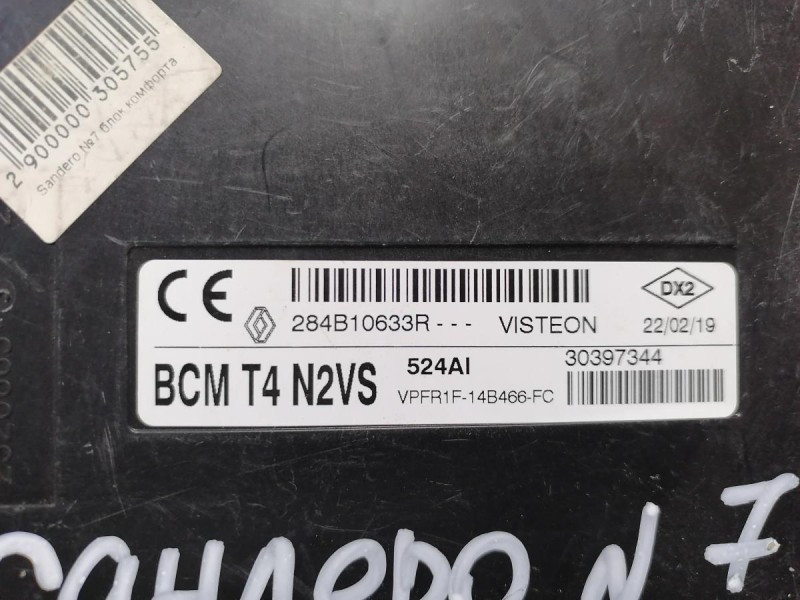 2 900000 305755
Sandero №7 блок комфорта
CE
284B10633R---
VISTEON
DX2
22/02/19
BCM T4 N2VS
524AI
VPFR1F-14B466-FC
30397344
САНДЕРО N 7